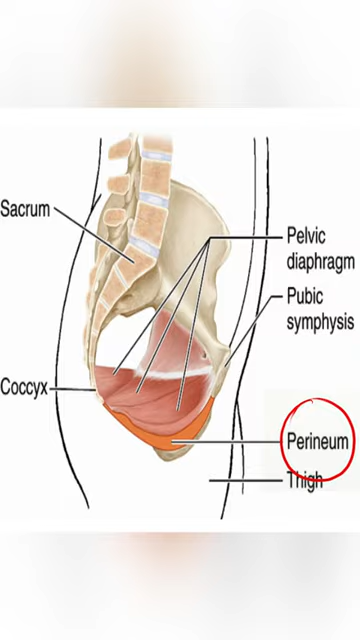 Sacrum
Pelvic
diaphragm
Pubic
symphysis
Coccyx
Perineum
Thigh